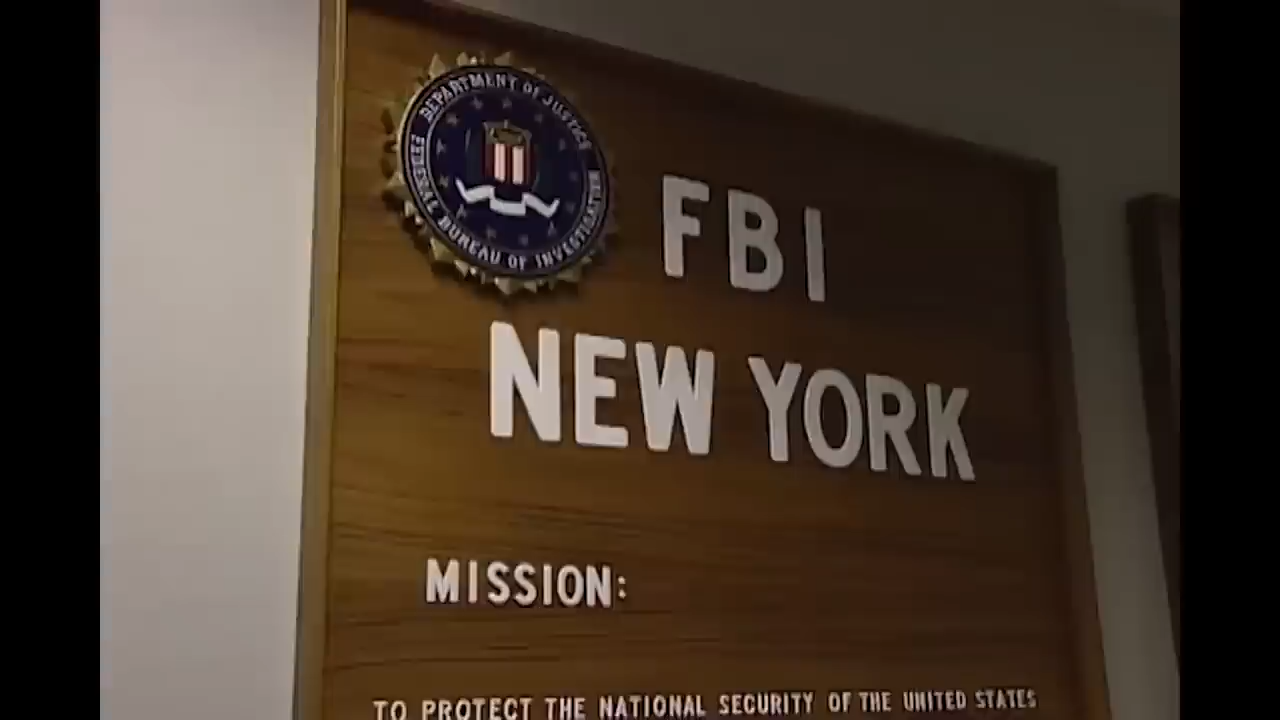 DEPARTMENT OF JUSTICE
FEDERAL BUREAU OF INVESTIGATION
FBI
NEW YORK
MISSION:
TO PROTECT THE NATIONAL SECURITY OF THE UNITED STATES